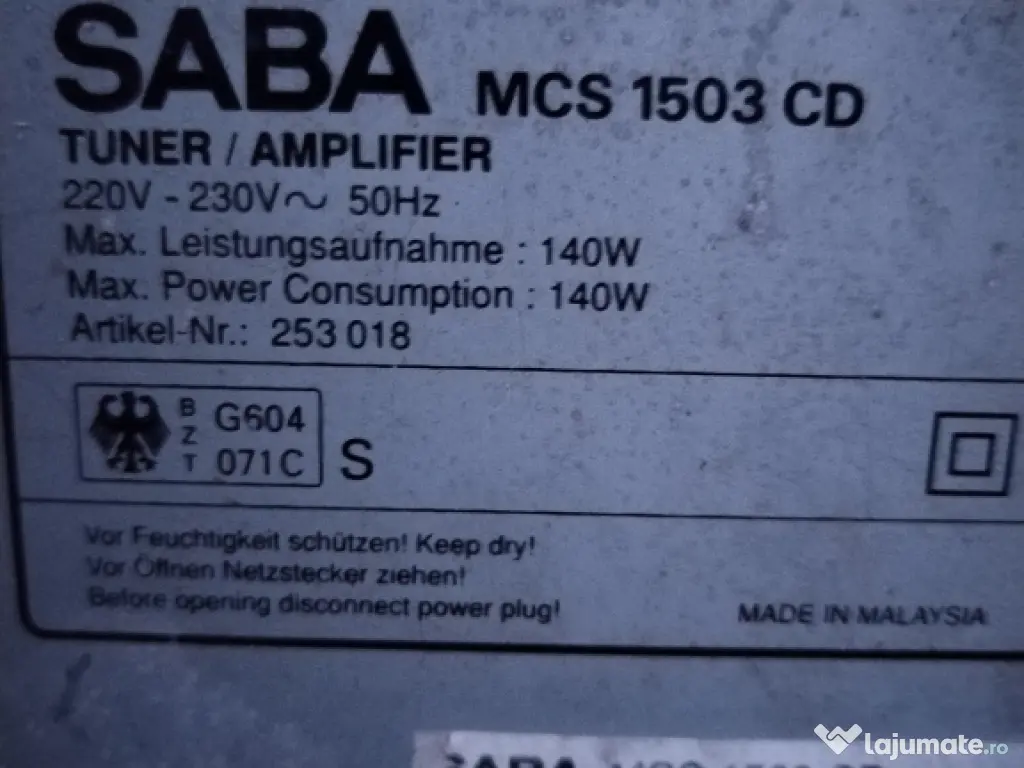 SABA MCS 1503 CD
TUNER / AMPLIFIER
220V - 230V~ 50Hz
Max. Leistungsaufnahme : 140W
Max. Power Consumption : 140W
Artikel-Nr.: 253 018
BZT G604
071C S
Vor Feuchtigkeit schützen! Keep dry!
Vor Öffnen Netzstecker ziehen!
Before opening disconnect power plug!
MADE IN MALAYSIA
SABA
lajumate.ro